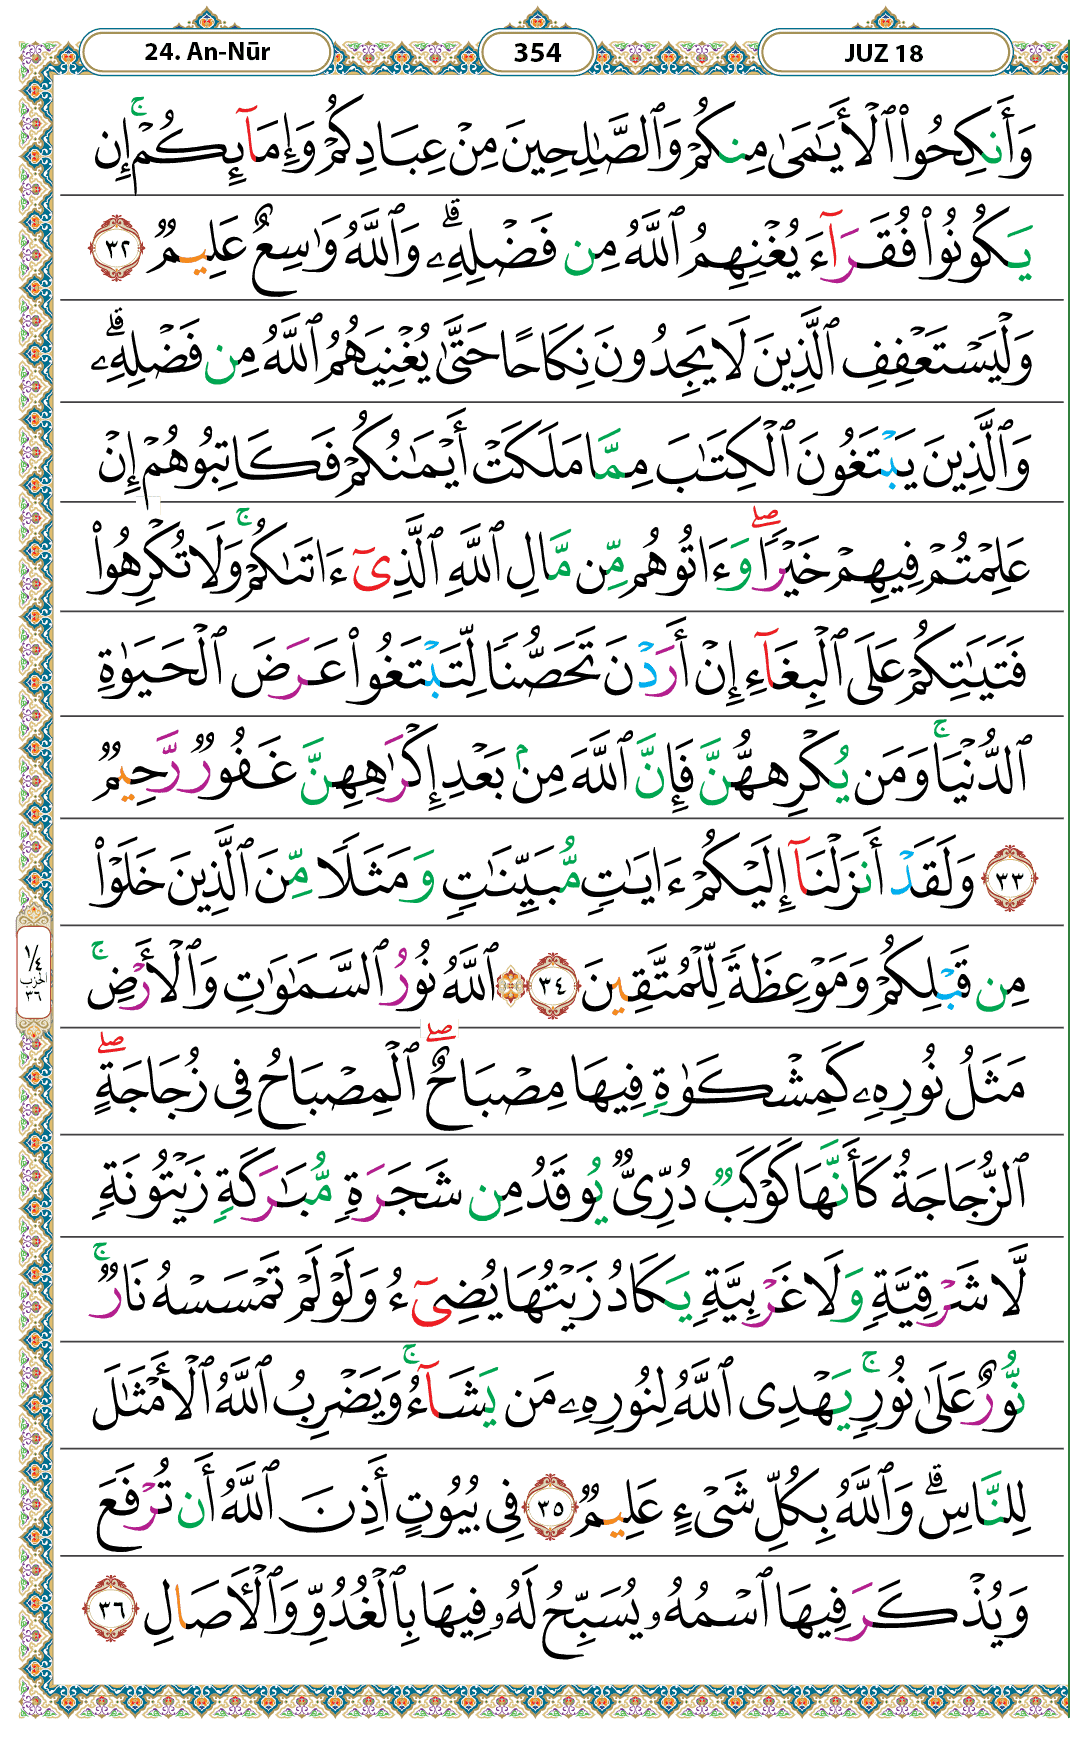 24. An-Nūr 354 JUZ 18
وَأَنكِحُوا۟ ٱلْأَيَـٰمَىٰ مِنكُمْ وَٱلصَّـٰلِحِينَ مِنْ عِبَادِكُمْ وَإِمَآئِكُمْ ۚ إِن
يَكُونُوا۟ فُقَرَآءَ يُغْنِهِمُ ٱللَّهُ مِن فَضْلِهِۦ ۗ وَٱللَّهُ وَٰسِعٌ عَلِيمٌ ٣٢
وَلْيَسْتَعْفِفِ ٱلَّذِينَ لَا يَجِدُونَ نِكَاحًا حَتَّىٰ يُغْنِيَهُمُ ٱللَّهُ مِن فَضْلِهِۦ ۗ
وَٱلَّذِينَ يَبْتَغُونَ ٱلْكِتَـٰبَ مِمَّا مَلَكَتْ أَيْمَـٰنُكُمْ فَكَاتِبُوهُمْ إِنْ
عَلِمْتُمْ فِيهِمْ خَيْرًا ۖ وَءَاتُوهُم مِّن مَّالِ ٱللَّهِ ٱلَّذِىٓ ءَاتَىٰكُمْ ۚ وَلَا تُكْرِهُوا۟
فَتَيَـٰتِكُمْ عَلَى ٱلْبِغَآءِ إِنْ أَرَدْنَ تَحَصُّنًا لِّتَبْتَغُوا۟ عَرَضَ ٱلْحَيَوٰةِ
ٱلدُّنْيَا ۚ وَمَن يُكْرِههُّنَّ فَإِنَّ ٱللَّهَ مِنۢ بَعْدِ إِكْرَٰهِهِنَّ غَفُورٌ رَّحِيمٌ
٣٣ وَلَقَدْ أَنزَلْنَآ إِلَيْكُمْ ءَايَـٰتٍ مُّبَيِّنَـٰتٍ وَمَثَلًا مِّنَ ٱلَّذِينَ خَلَوْا۟
مِن قَبْلِكُمْ وَمَوْعِظَةً لِّلْمُتَّقِينَ ٣٤ ۞ ٱللَّهُ نُورُ ٱلسَّمَـٰوَٰتِ وَٱلْأَرْضِ ۚ
مَثَلُ نُورِهِۦ كَمِشْكَوٰةٍ فِيهَا مِصْبَاحٌ ۖ ٱلْمِصْبَاحُ فِى زُجَاجَةٍ ۖ
ٱلزُّجَاجَةُ كَأَنَّهَا كَوْكَبٌ دُرِّىٌّ يُوقَدُ مِن شَجَرَةٍ مُّبَـٰرَكَةٍ زَيْتُونَةٍ
لَّا شَرْقِيَّةٍ وَلَا غَرْبِيَّةٍ يَكَادُ زَيْتُهَا يُضِىٓءُ وَلَوْ لَمْ تَمْسَسْهُ نَارٌ ۚ
نُّورٌ عَلَىٰ نُورٍ ۚ يَهْدِى ٱللَّهُ لِنُورِهِۦ مَن يَشَآءُ ۚ وَيَضْرِبُ ٱللَّهُ ٱلْأَمْثَـٰلَ
لِلنَّاسِ ۗ وَٱللَّهُ بِكُلِّ شَىْءٍ عَلِيمٌ ٣٥ فِى بُيُوتٍ أَذِنَ ٱللَّهُ أَن تُرْفَعَ
وَيُذْكَرَ فِيهَا ٱسْمُهُۥ يُسَبِّحُ لَهُۥ فِيهَا بِٱلْغُدُوِّ وَٱلْـَٔاصَالِ ٣٦
١/٤
الحزب
٣٦